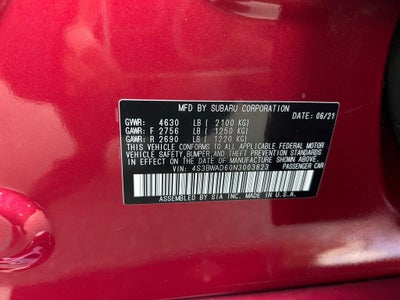 MFD BY SUBARU CORPORATION DATE: 06/21
GVWR: 4630 LB ( 2100 KG)
GAWR: F 2756 LB ( 1250 KG)
GAWR: R 2690 LB ( 1220 KG)
THIS VEHICLE CONFORMS TO ALL APPLICABLE FEDERAL MOTOR
VEHICLE SAFETY, BUMPER, AND THEFT PREVENTION STANDARDS
IN EFFECT ON THE DATE OF MANUFACTURE SHOWN ABOVE.
VIN: 4S3BWAD60N3003823 PASSENGER CAR
ASSEMBLED BY SIA INC. MADE IN U.S.A.